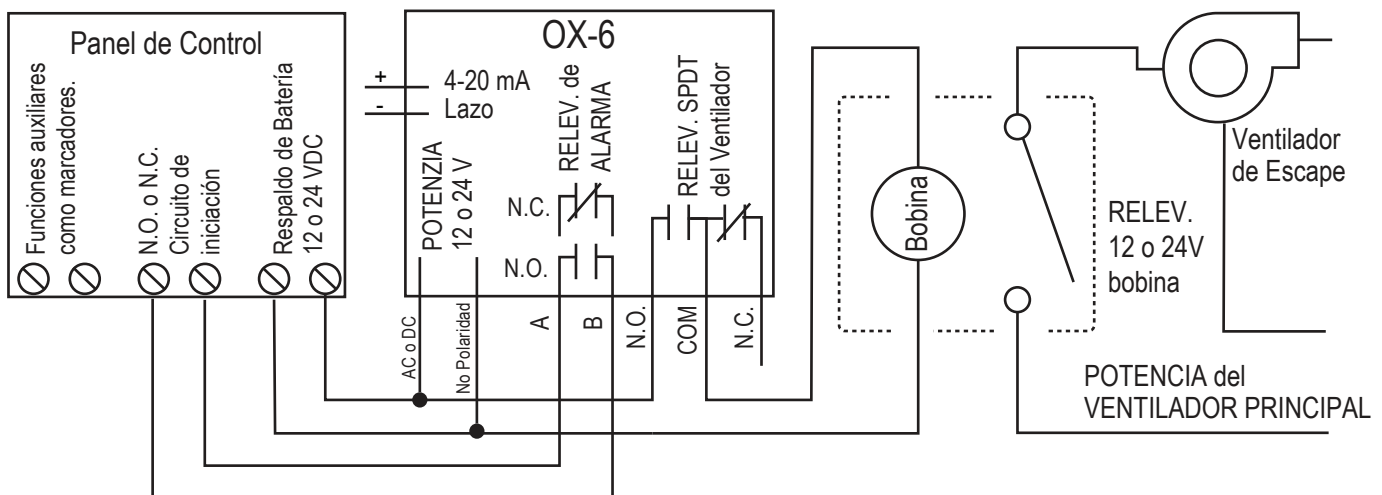 Panel de Control
Funciones auxiliares
como marcadores.
N.O. o N.C.
Circuito de
iniciación
Respaldo de Batería
12 o 24 VDC
OX-6
+
4-20 mA
-
Lazo
POTENZIA
12 o 24 V
RELEV. de
ALARMA
N.C.
N.O.
RELEV. SPDT
del Ventilador
AC o DC
No Polaridad
A
B
N.O.
COM
N.C.
Bobina
RELEV.
12 o 24V
bobina
Ventilador
de Escape
POTENCIA del
VENTILADOR PRINCIPAL